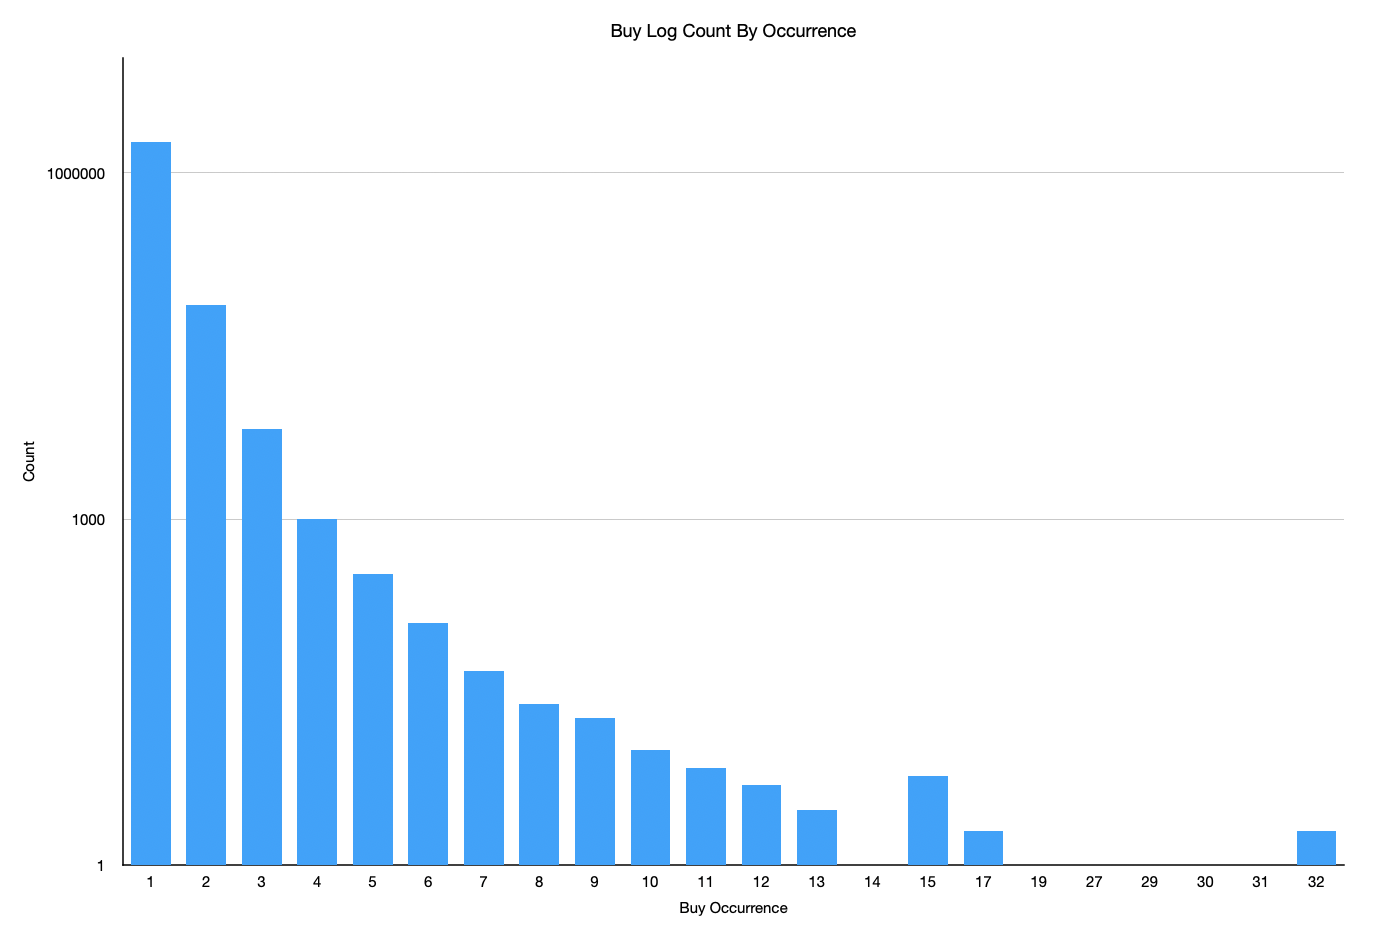 Buy Log Count By Occurrence
1000000
1000
1
Count
1 2 3 4 5 6 7 8 9 10 11 12 13 14 15 17 19 27 29 30 31 32
Buy Occurrence